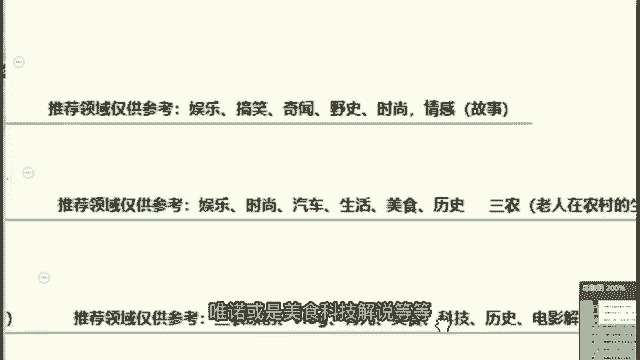 推荐领域仅供参考：娱乐、搞笑、奇闻、野史、时尚，情感（故事）
推荐领域仅供参考：娱乐、时尚、汽车、生活、美食、历史 三农（老人在农村的生
唯诺或是美食科技解说等等
200%
） 推荐领域仅供参考：科技、历史、电影解